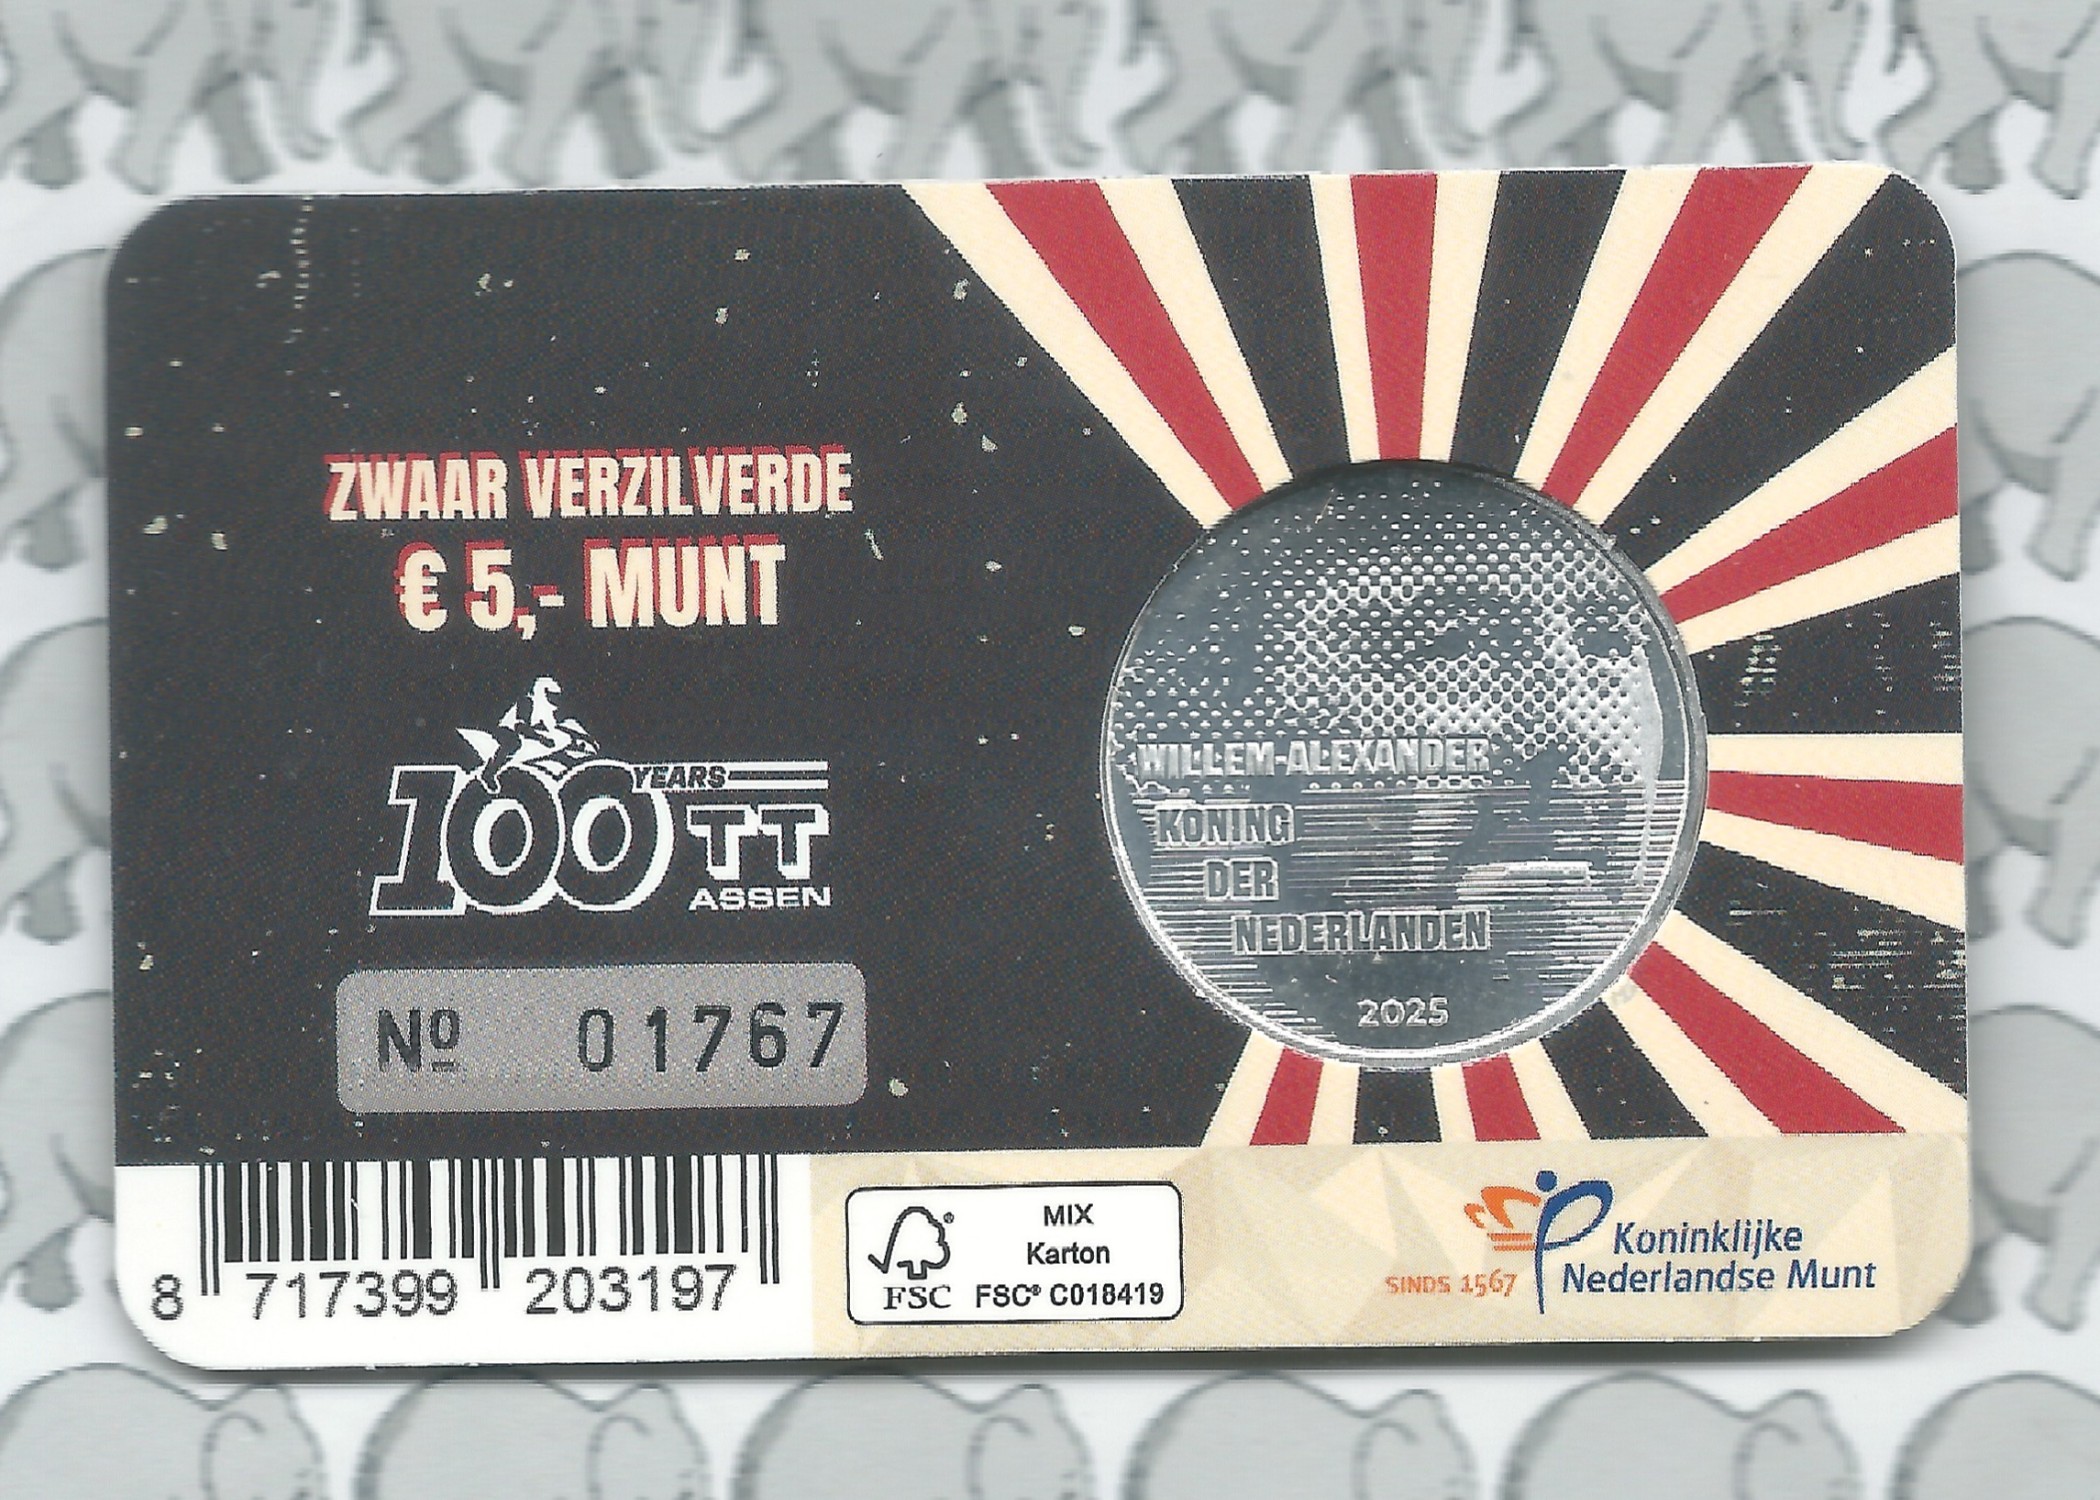 ZWAAR VERZILVERDE
€ 5,- MUNT
100 YEARS
TT
ASSEN
Nº 01767
WILLEM-ALEXANDER
KONING
DER
NEDERLANDEN
2025
8 717399 203197
MIX
Karton
FSC® C018419
FSC
SINDS 1567
Koninklijke
Nederlandse Munt